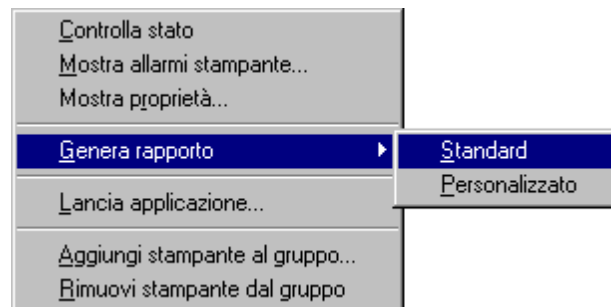 Controlla stato
Mostra allarmi stampante...
Mostra proprietà...
Genera rapporto
Standard
Personalizzato
Lancia applicazione...
Aggiungi stampante al gruppo...
Rimuovi stampante dal gruppo